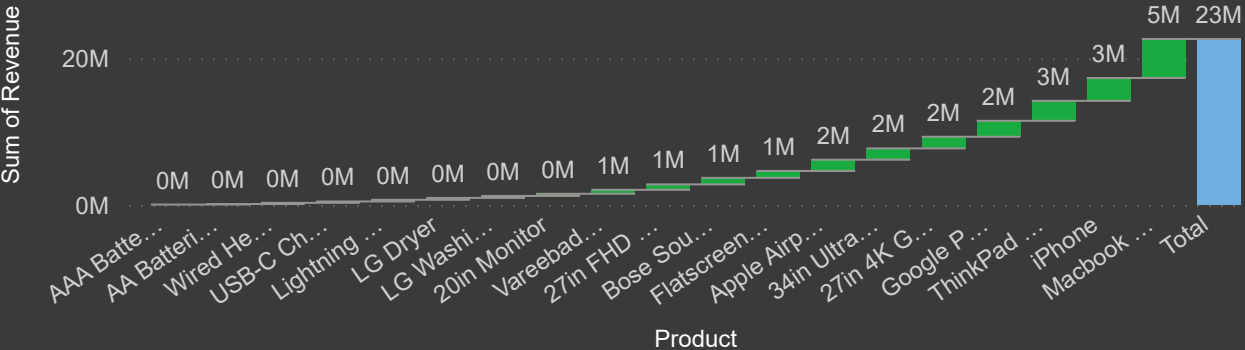 Sum of Revenue
20M
0M
0M
0M
0M
0M
0M
0M
0M
0M
1M
1M
1M
1M
2M
2M
2M
2M
3M
3M
5M
23M
AAA Batte...
AA Batteri...
Wired He...
USB-C Ch...
Lightning ...
LG Dryer
LG Washi...
20in Monitor
Vareebad...
27in FHD ...
Bose Sou...
Flatscreen...
Apple Airp...
34in Ultra...
27in 4K G...
Google P...
ThinkPad ...
iPhone
Macbook ...
Total
Product